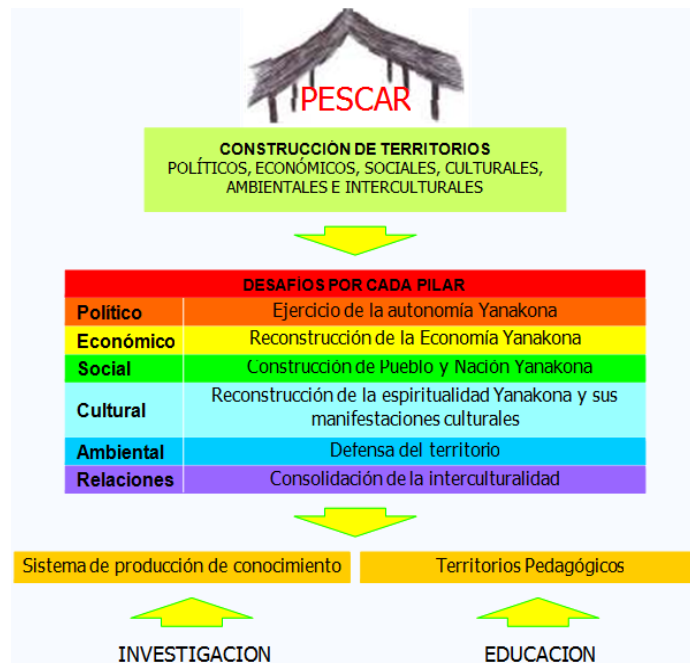 PESCAR
CONSTRUCCIÓN DE TERRITORIOS
POLÍTICOS, ECONÓMICOS, SOCIALES, CULTURALES,
AMBIENTALES E INTERCULTURALES
DESAFÍOS POR CADA PILAR
Político Ejercicio de la autonomía Yanakona
Económico Reconstrucción de la Economía Yanakona
Social Construcción de Pueblo y Nación Yanakona
Cultural Reconstrucción de la espiritualidad Yanakona y sus
manifestaciones culturales
Ambiental Defensa del territorio
Relaciones Consolidación de la interculturalidad
Sistema de producción de conocimiento Territorios Pedagógicos
INVESTIGACION EDUCACION